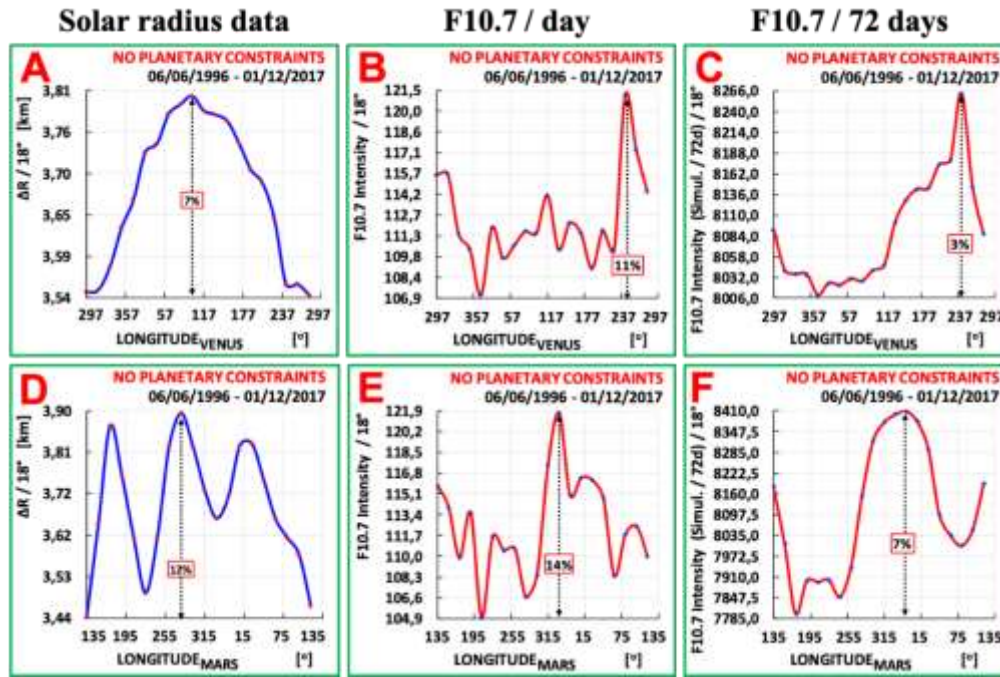 Solar radius data
F10.7 / day
F10.7 / 72 days
A
NO PLANETARY CONSTRAINTS
06/06/1996 - 01/12/2017
ΔR / 18° [km]
3,81
3,76
3,70
3,65
3,59
3,54
7%
297 357 57 117 177 237 297
LONGITUDE VENUS [°]
B
NO PLANETARY CONSTRAINTS
06/06/1996 - 01/12/2017
F10.7 Intensity / 18°
121,5
120,0
118,6
117,1
115,7
114,2
112,7
111,3
109,8
108,4
106,9
11%
297 357 57 117 177 237 297
LONGITUDE VENUS [°]
C
NO PLANETARY CONSTRAINTS
06/06/1996 - 01/12/2017
F10.7 Intensity (Simul. / 72d) / 18°
8266,0
8240,0
8214,0
8188,0
8162,0
8136,0
8110,0
8084,0
8058,0
8032,0
8006,0
3%
297 357 57 117 177 237 297
LONGITUDE VENUS [°]
D
NO PLANETARY CONSTRAINTS
06/06/1996 - 01/12/2017
ΔR / 18° [km]
3,90
3,81
3,72
3,62
3,53
3,44
12%
135 195 255 315 15 75 135
LONGITUDE MARS [°]
E
NO PLANETARY CONSTRAINTS
06/06/1996 - 01/12/2017
F10.7 Intensity / 18°
121,9
120,2
118,5
116,8
115,1
113,4
111,7
110,0
108,3
106,6
104,9
14%
135 195 255 315 15 75 135
LONGITUDE MARS [°]
F
NO PLANETARY CONSTRAINTS
06/06/1996 - 01/12/2017
F10.7 Intensity (Simul. / 72d) / 18°
8410,0
8347,5
8285,0
8222,5
8160,0
8097,5
8035,0
7972,5
7910,0
7847,5
7785,0
7%
135 195 255 315 15 75 135
LONGITUDE MARS [°]